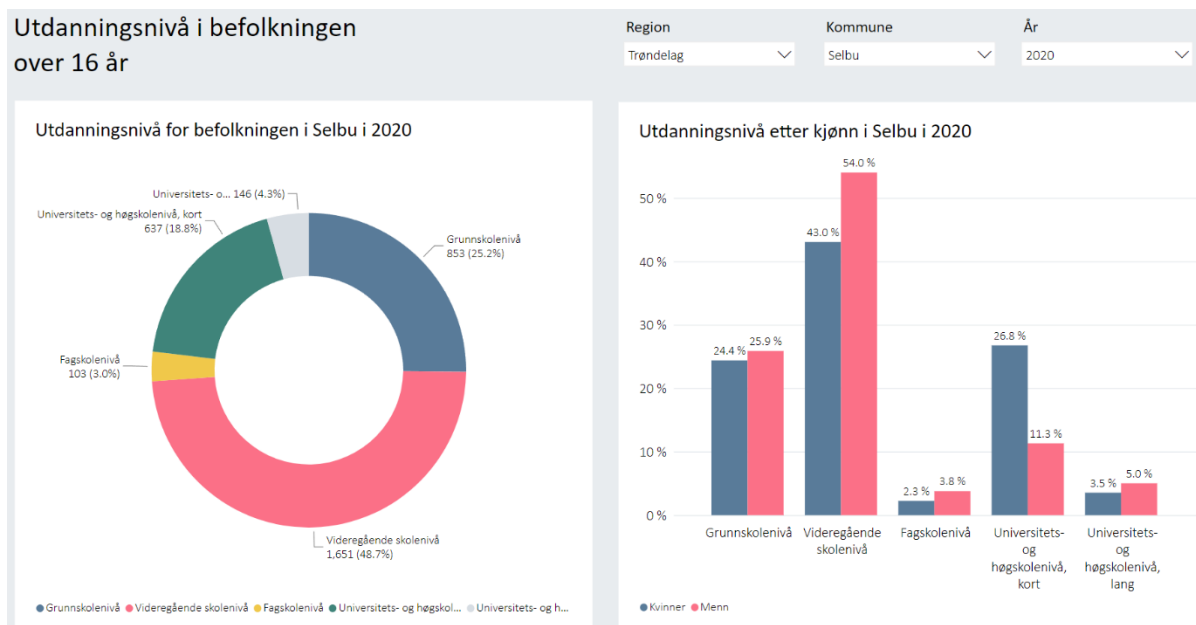 Utdanningsnivå i befolkningen
over 16 år
Region
Trøndelag
Kommune
Selbu
År
2020
Utdanningsnivå for befolkningen i Selbu i 2020
Universitets- o... 146 (4.3%)
Universitets- og høgskolenivå, kort
637 (18.8%)
Grunnskolenivå
853 (25.2%)
Fagskolenivå
103 (3.0%)
Videregående skolenivå
1,651 (48.7%)
Grunnskolenivå Videregående skolenivå Fagskolenivå Universitets- og høgskol... Universitets- og h...
Utdanningsnivå etter kjønn i Selbu i 2020
50 %
40 %
30 %
20 %
10 %
0 %
24.4 %
25.9 %
43.0 %
54.0 %
2.3 %
3.8 %
26.8 %
11.3 %
3.5 %
5.0 %
Grunnskolenivå
Videregående
skolenivå
Fagskolenivå
Universitets-
og
høgskolenivå,
kort
Universitets-
og
høgskolenivå,
lang
Kvinner Menn